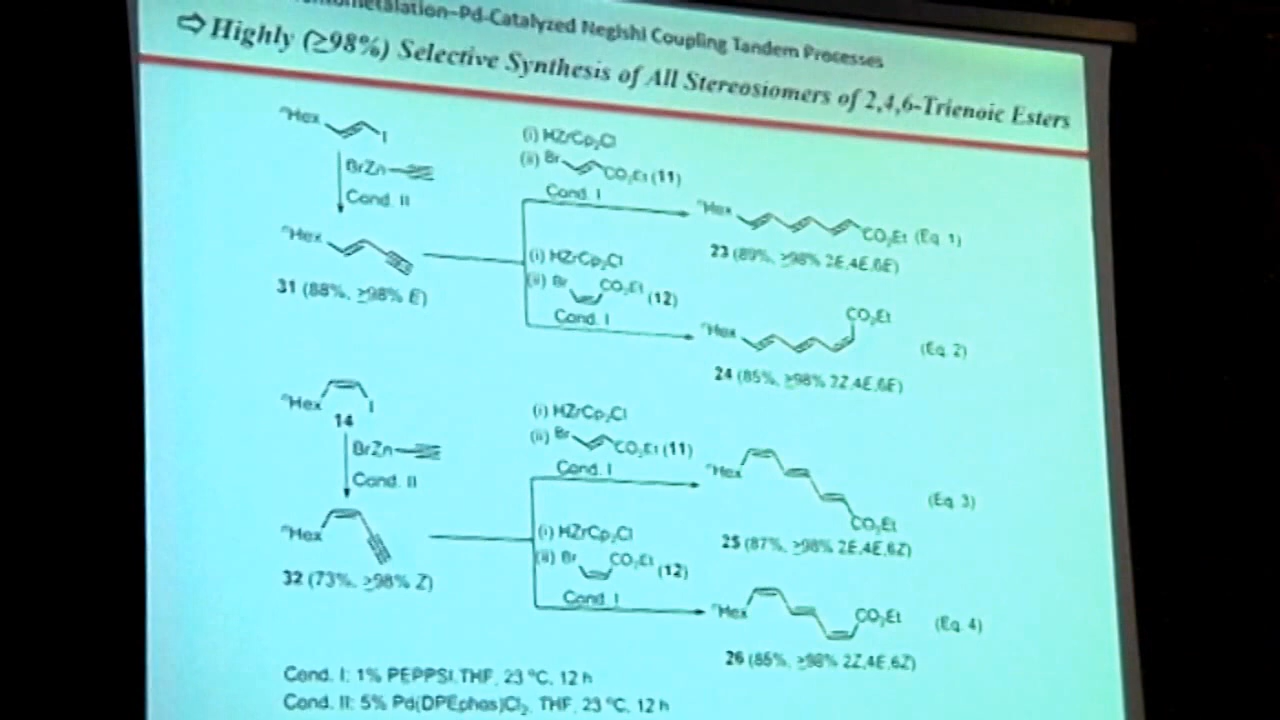 –Pd-Catalyzed Negishi Coupling Tandem Processes
⇨ Highly (≥98%) Selective Synthesis of All Stereosiomers of 2,4,6-Trienoic Esters
ⁿHex
I
BrZn
Cond. II
ⁿHex
31 (88%, ≥98% E)
(i) HZrCp₂Cl
(ii) Br CO₂Et (11)
Cond. I
ⁿHex CO₂Et (Eq. 1)
23 (89%, ≥98% 2E,4E,6E)
(i) HZrCp₂Cl
(ii) Br CO₂Et (12)
Cond. I
ⁿHex CO₂Et (Eq. 2)
24 (85%, ≥98% 2Z,4E,6E)
ⁿHex I
14
BrZn
Cond. II
ⁿHex
32 (73%, ≥98% Z)
(i) HZrCp₂Cl
(ii) Br CO₂Et (11)
Cond. I
ⁿHex CO₂Et (Eq. 3)
25 (87%, ≥98% 2E,4E,6Z)
(i) HZrCp₂Cl
(ii) Br CO₂Et (12)
Cond. I
ⁿHex CO₂Et (Eq. 4)
26 (85%, ≥98% 2Z,4E,6Z)
Cond. I: 1% PEPPSI, THF, 23 °C, 12 h
Cond. II: 5% Pd(DPEphos)Cl₂, THF, 23 °C, 12 h